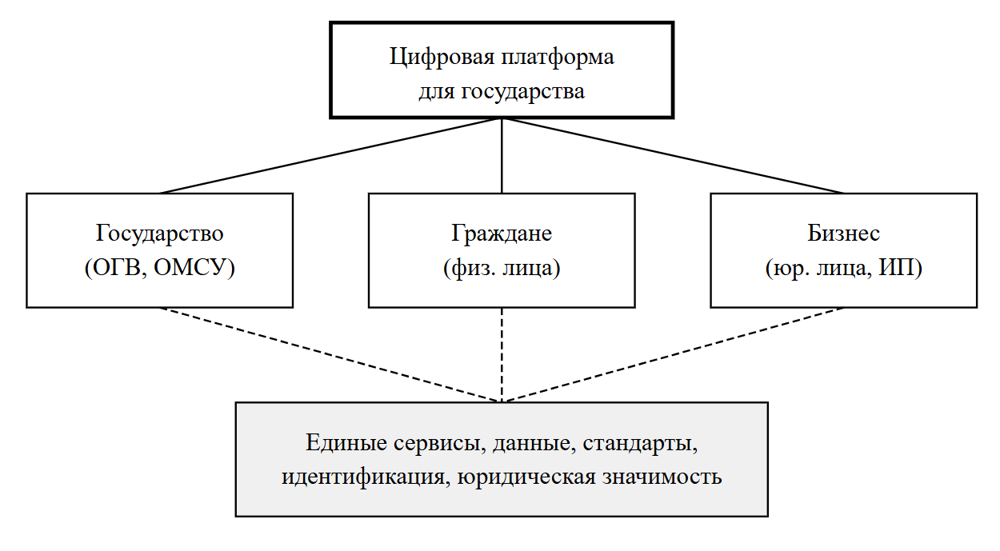 Цифровая платформа
для государства
Государство
(ОГВ, ОМСУ)
Граждане
(физ. лица)
Бизнес
(юр. лица, ИП)
Единые сервисы, данные, стандарты,
идентификация, юридическая значимость